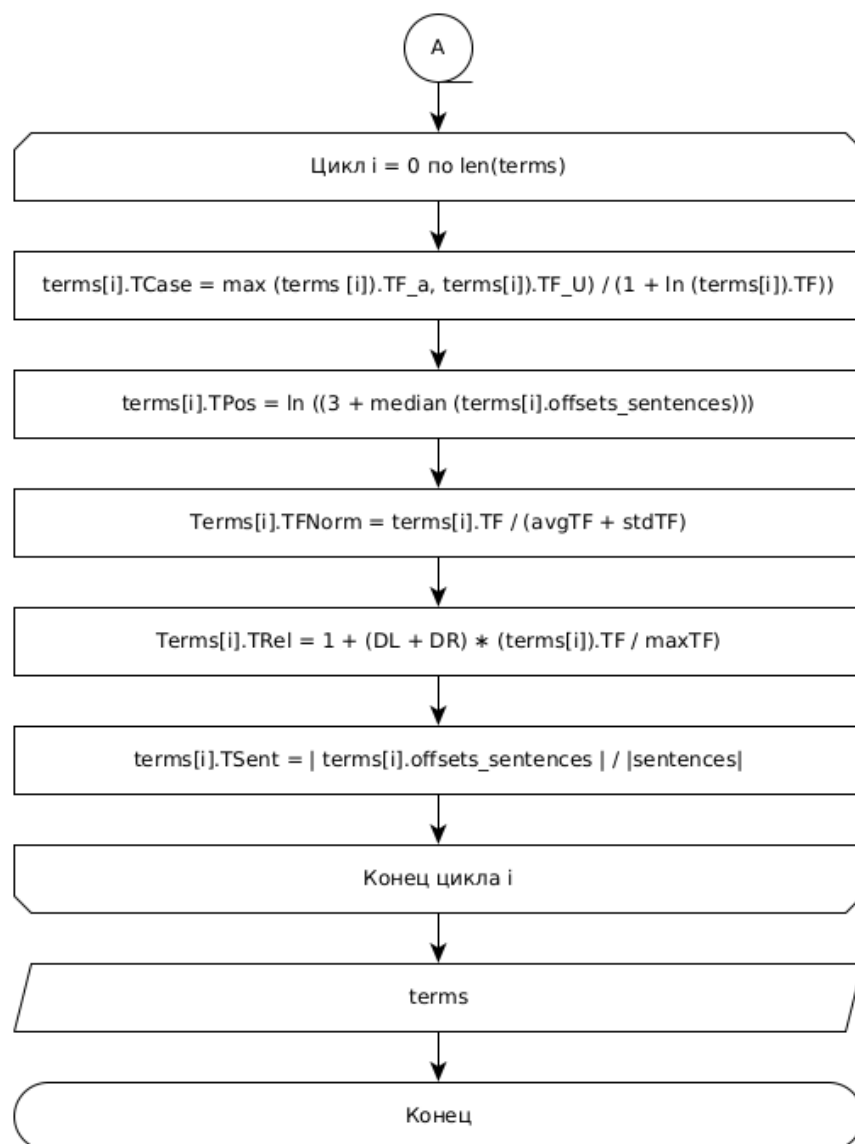 A
Цикл i = 0 по len(terms)
terms[i].TCase = max (terms [i]).TF_a, terms[i]).TF_U) / (1 + ln (terms[i]).TF))
terms[i].TPos = ln ((3 + median (terms[i].offsets_sentences)))
Terms[i].TFNorm = terms[i].TF / (avgTF + stdTF)
Terms[i].TRel = 1 + (DL + DR) * (terms[i]).TF / maxTF)
terms[i].TSent = | terms[i].offsets_sentences | / |sentences|
Конец цикла i
terms
Конец